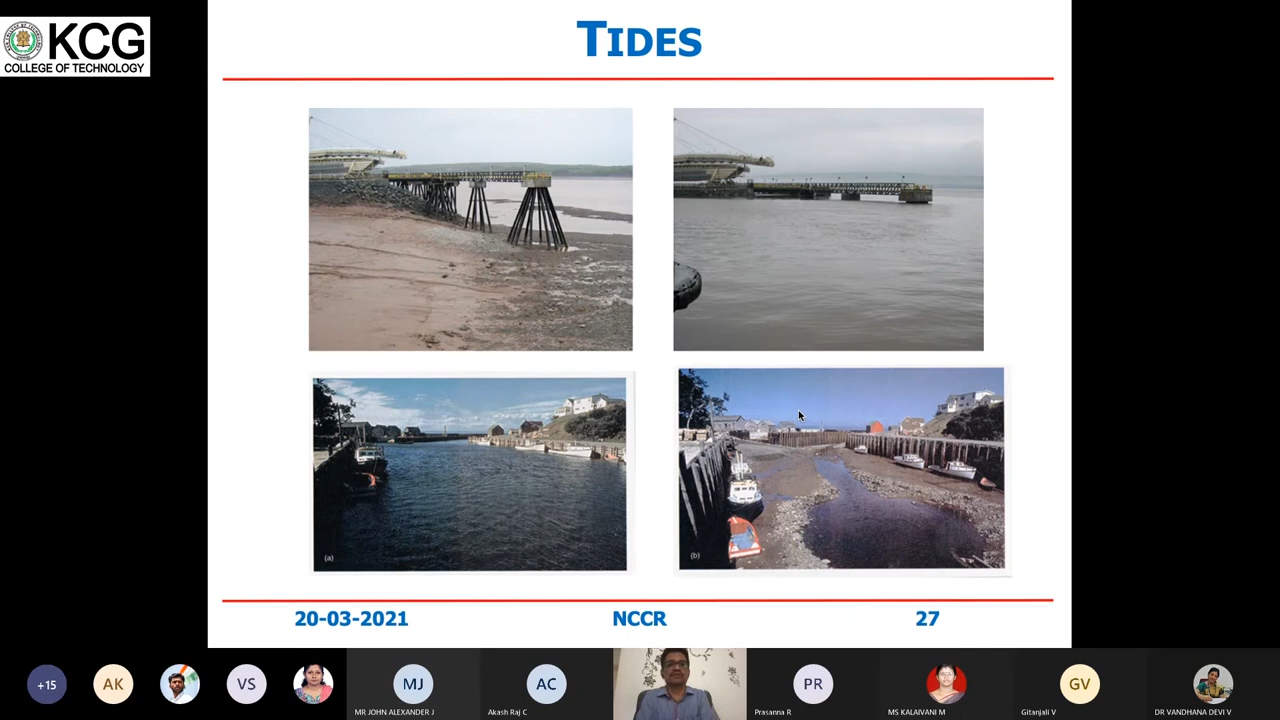 KCG
COLLEGE OF TECHNOLOGY
TIDES
(a)
(b)
20-03-2021 NCCR 27
+15
AK
VS
MJ
AC
PR
GV
MR JOHN ALEXANDER J
Akash Raj C
Prasanna R
MS KALAIVANI M
Gitanjali V
DR VANDHANA DEVI V